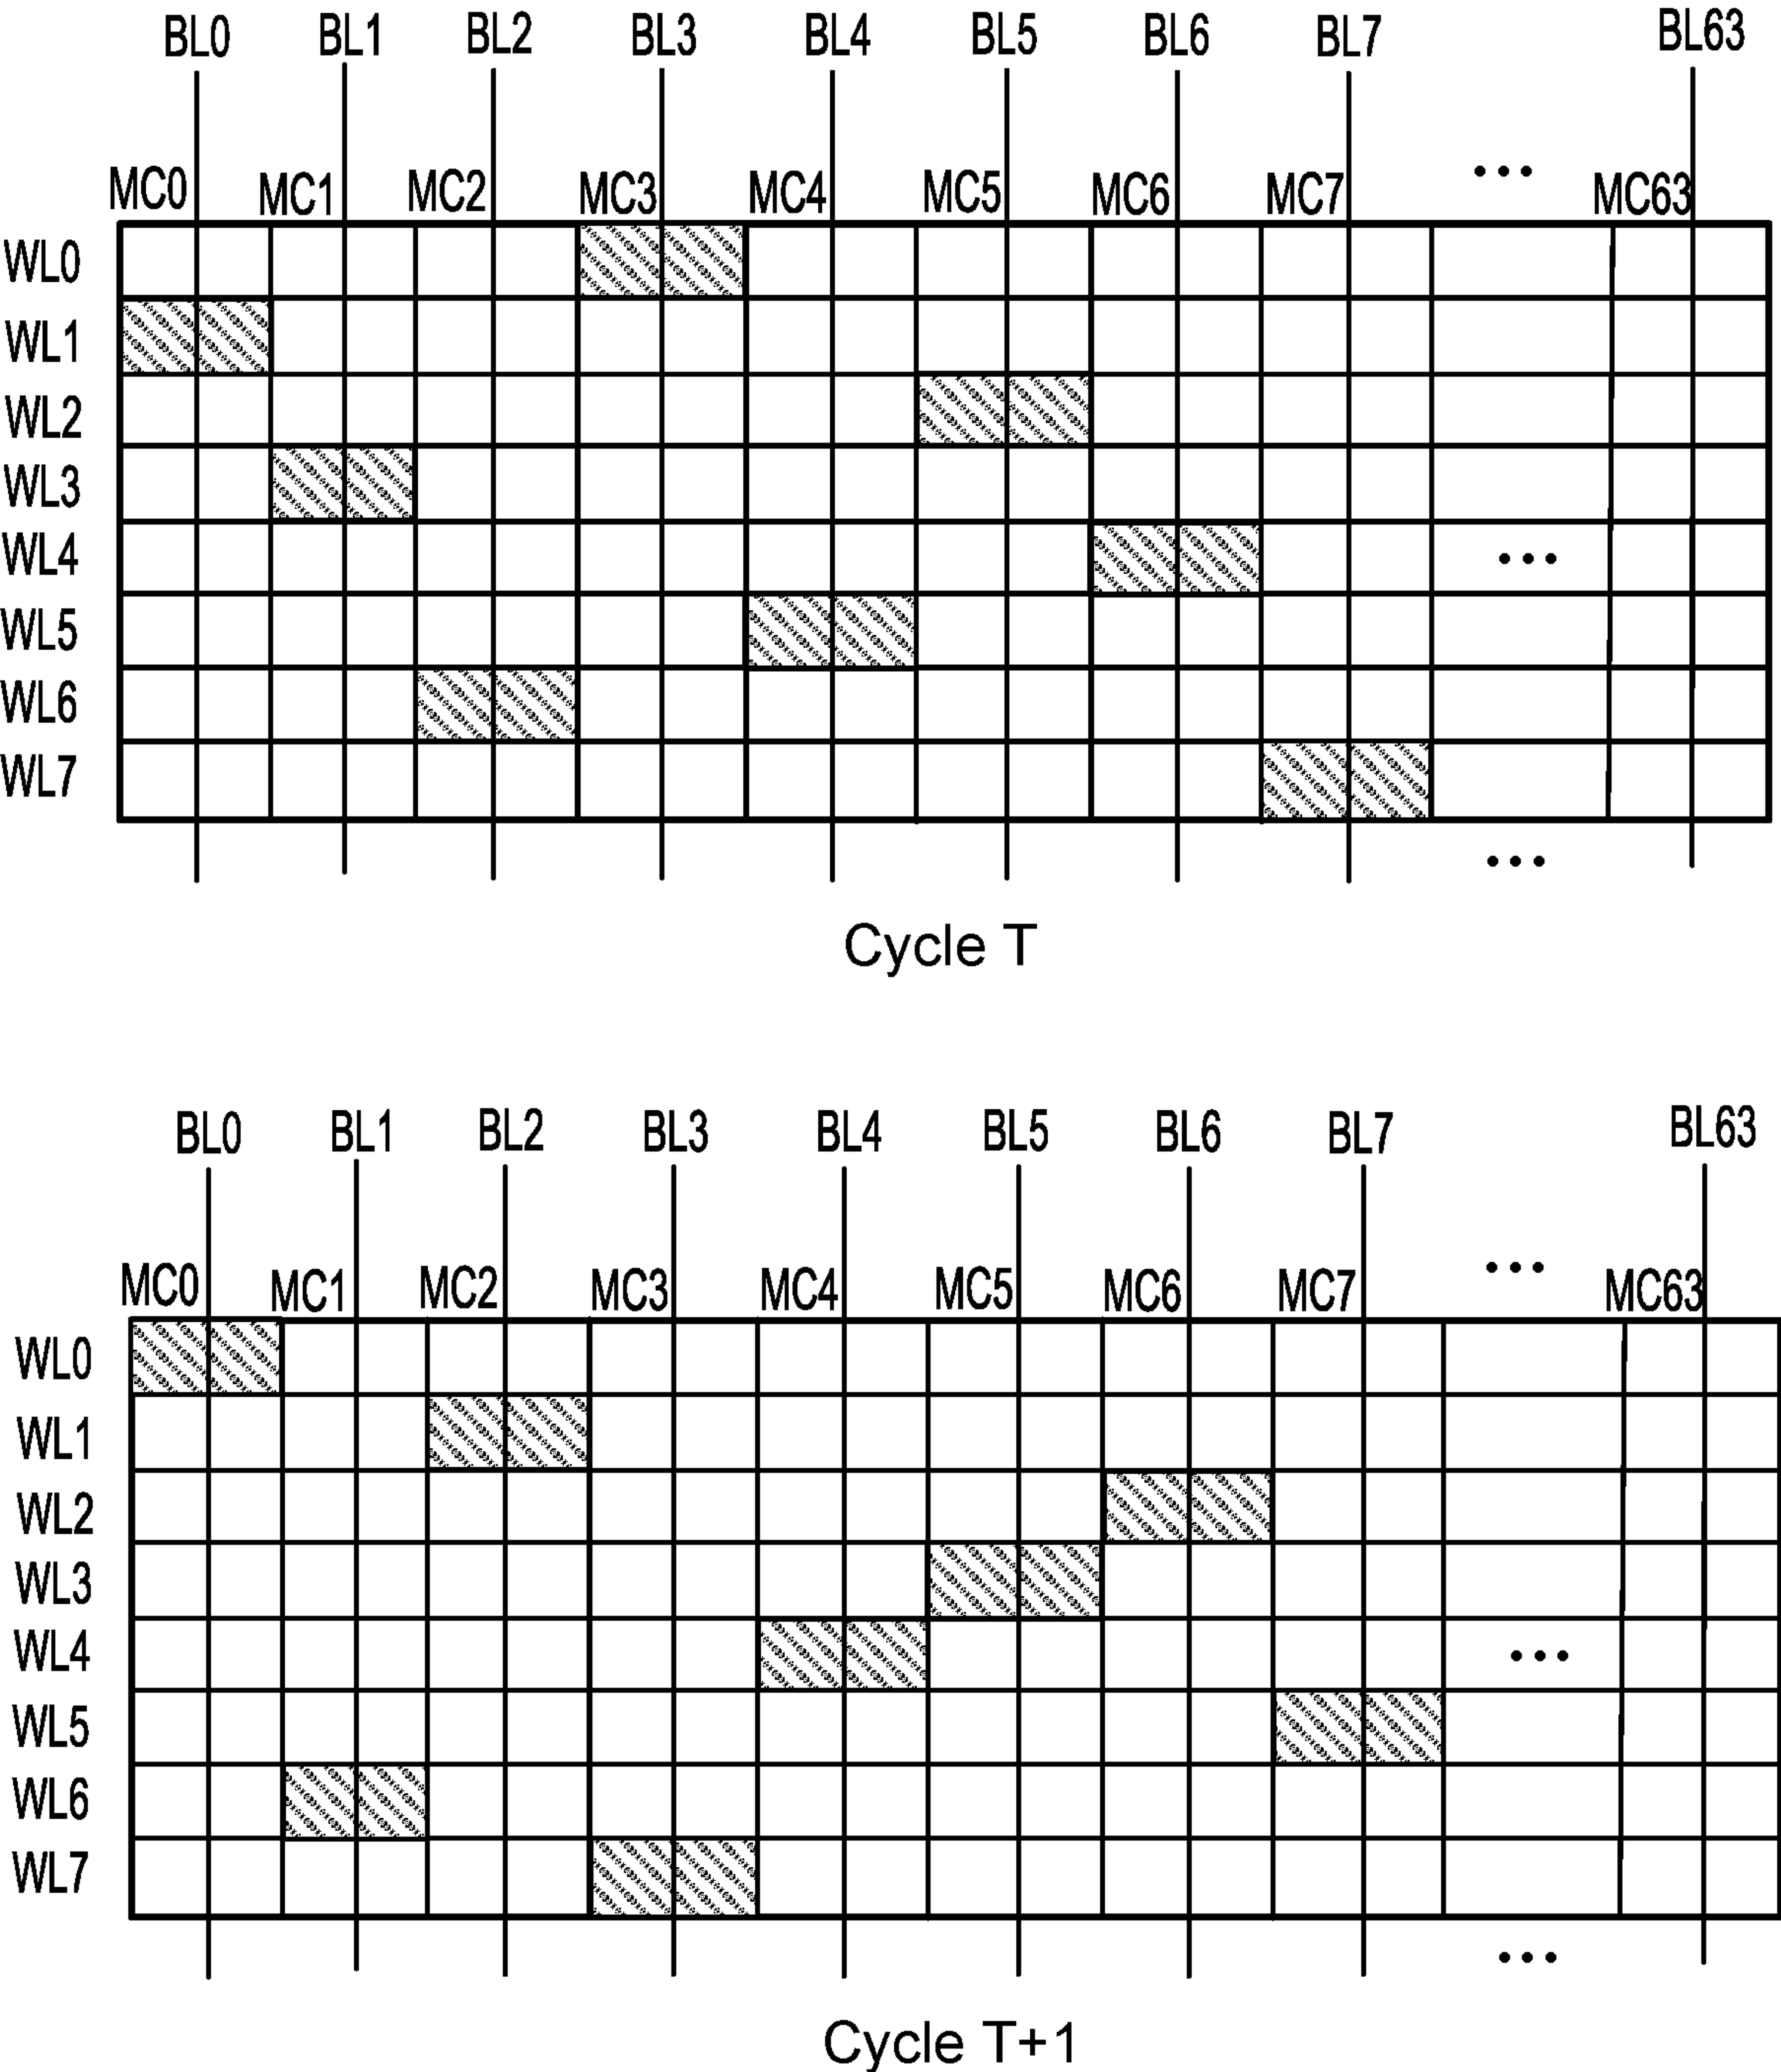 BL0 BL1 BL2 BL3 BL4 BL5 BL6 BL7 BL63
MC0 MC1 MC2 MC3 MC4 MC5 MC6 MC7 ... MC63
WL0
WL1
WL2
WL3
WL4 ...
WL5
WL6
WL7
...
Cycle T
BL0 BL1 BL2 BL3 BL4 BL5 BL6 BL7 BL63
MC0 MC1 MC2 MC3 MC4 MC5 MC6 MC7 ... MC63
WL0
WL1
WL2
WL3
WL4 ...
WL5
WL6
WL7
...
Cycle T+1